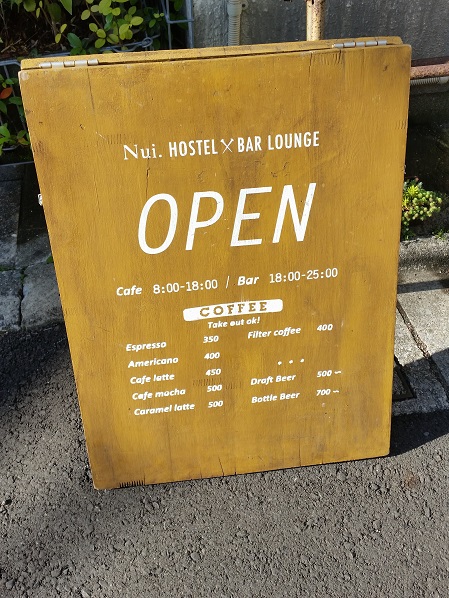 Nui. HOSTEL X BAR LOUNGE
OPEN
Cafe 8:00-18:00 / Bar 18:00-25:00
COFFEE
Take out ok!
Espresso 350
Americano 400
Cafe latte 450
Cafe mocha 500
Caramel latte 500
Filter coffee 400
...
Draft Beer 500~
Bottle Beer 700~